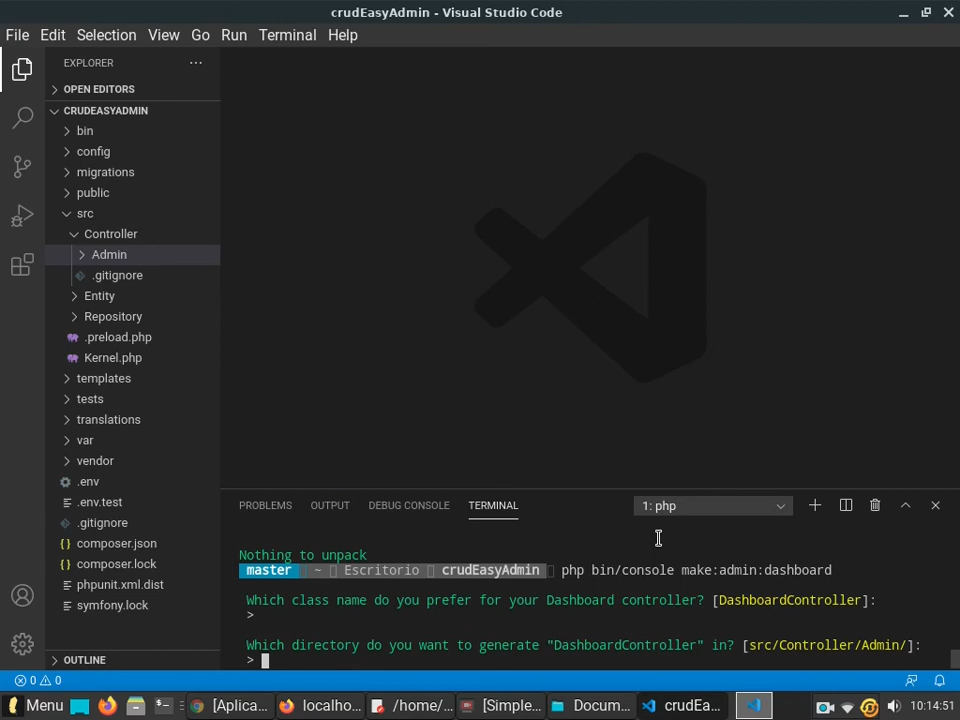 crudEasyAdmin - Visual Studio Code
File Edit Selection View Go Run Terminal Help
EXPLORER
OPEN EDITORS
CRUDEASYADMIN
bin
config
migrations
public
src
Controller
Admin
.gitignore
Entity
Repository
.preload.php
Kernel.php
templates
tests
translations
var
vendor
.env
.env.test
.gitignore
composer.json
composer.lock
phpunit.xml.dist
symfony.lock
OUTLINE
PROBLEMS OUTPUT DEBUG CONSOLE TERMINAL 1: php
Nothing to unpack
master ~ Escritorio crudEasyAdmin php bin/console make:admin:dashboard
Which class name do you prefer for your Dashboard controller? [DashboardController]:
>
Which directory do you want to generate "DashboardController" in? [src/Controller/Admin/]:
>
0 0
Menu [Aplica... localho... /home/... [Simple... Docum... crudEa... 10:14:51